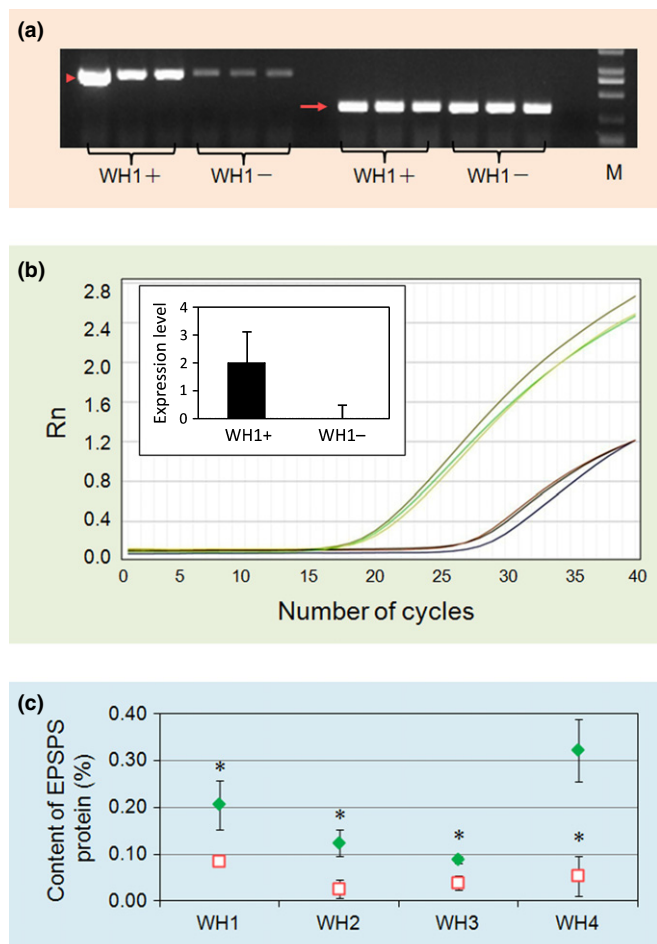 (a)
WH1+ WH1− WH1+ WH1− M
(b)
Rn
2.8
2.4
2.0
1.6
1.2
0.8
0.4
0.0
Expression level
4
3
2
1
0
WH1+ WH1–
0 5 10 15 20 25 30 35 40
Number of cycles
(c)
Content of EPSPS
protein (%)
0.40
0.30
0.20
0.10
0.00
* * * *
WH1 WH2 WH3 WH4